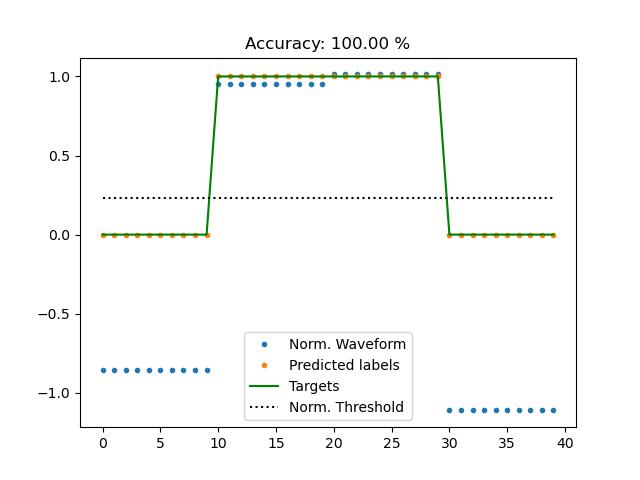 Accuracy: 100.00 %
1.0
0.5
0.0
−0.5
−1.0
Norm. Waveform
Predicted labels
Targets
Norm. Threshold
0 5 10 15 20 25 30 35 40